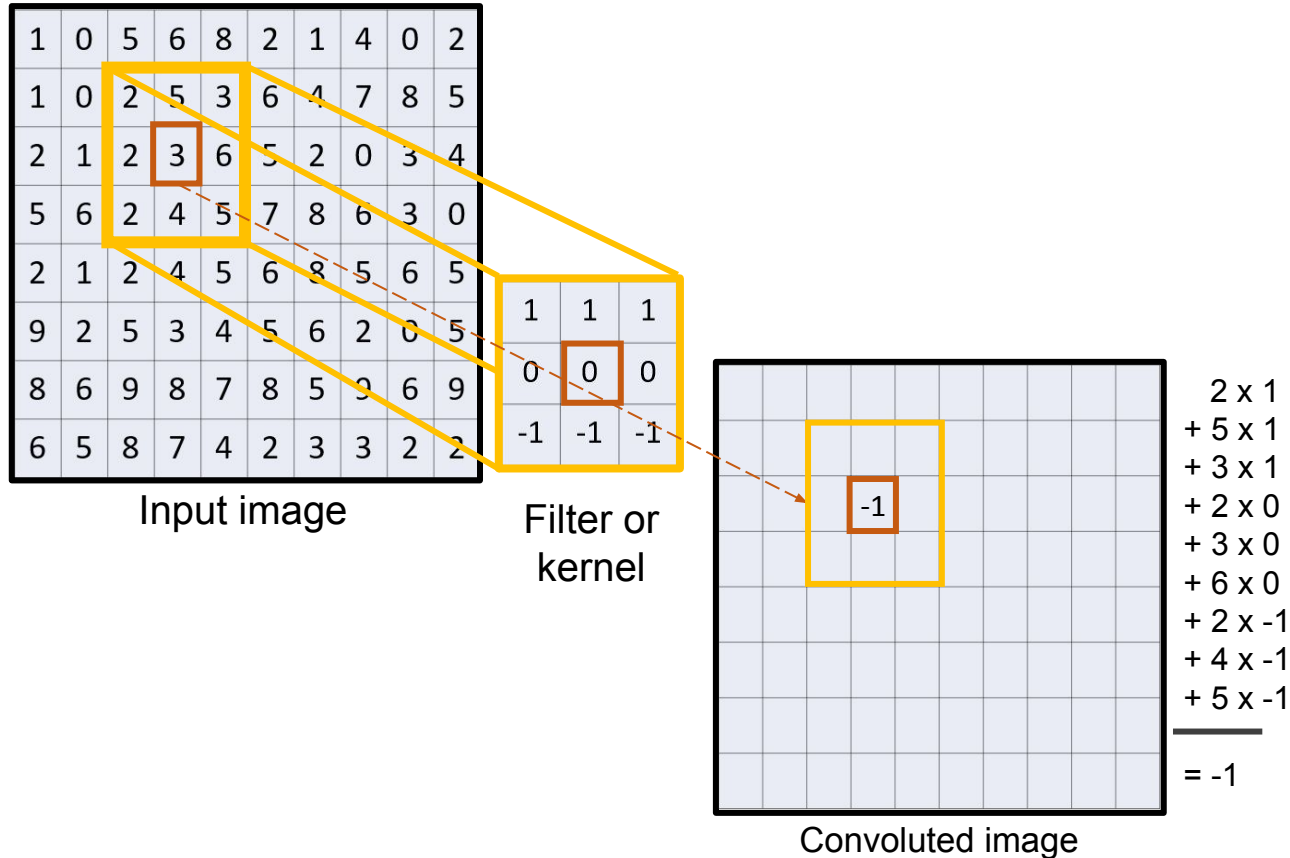 1 0 5 6 8 2 1 4 0 2
1 0 2 5 3 6 4 7 8 5
2 1 2 3 6 5 2 0 3 4
5 6 2 4 5 7 8 6 3 0
2 1 2 4 5 6 8 5 6 5
9 2 5 3 4 5 6 2 0 5
8 6 9 8 7 8 5 9 6 9
6 5 8 7 4 2 3 3 2 2
Input image
1 1 1
0 0 0
-1 -1 -1
Filter or
kernel
-1
Convoluted image
2 x 1
+ 5 x 1
+ 3 x 1
+ 2 x 0
+ 3 x 0
+ 6 x 0
+ 2 x -1
+ 4 x -1
+ 5 x -1
= -1